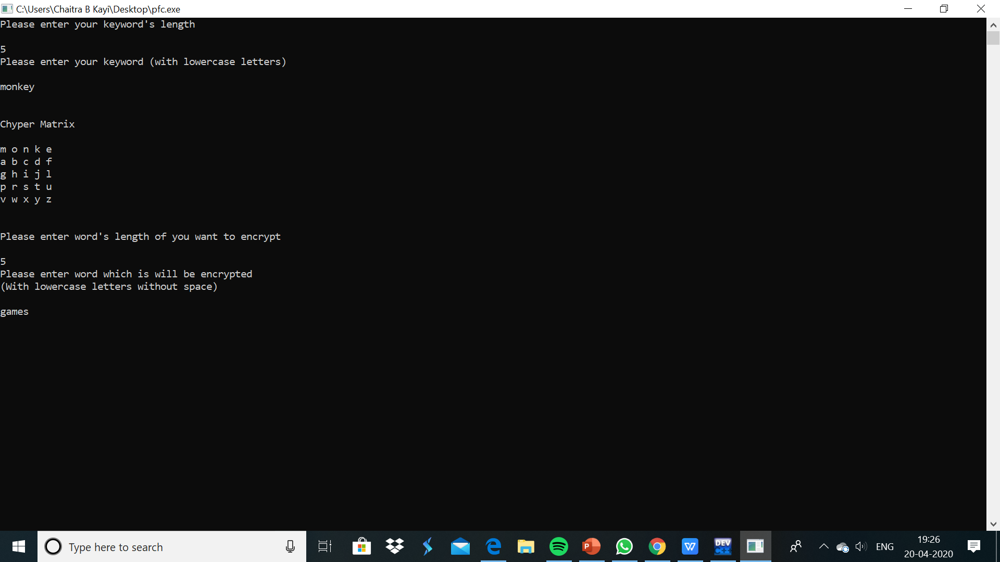 C:\Users\Chaitra B Kayi\Desktop\pfc.exe
Please enter your keyword's length
5
Please enter your keyword (with lowercase letters)
monkey
Chyper Matrix
m o n k e
a b c d f
g h i j l
p r s t u
v w x y z
Please enter word's length of you want to encrypt
5
Please enter word which is will be encrypted
(With lowercase letters without space)
games
Type here to search
P
W
DEV
C++
ENG
19:26
20-04-2020